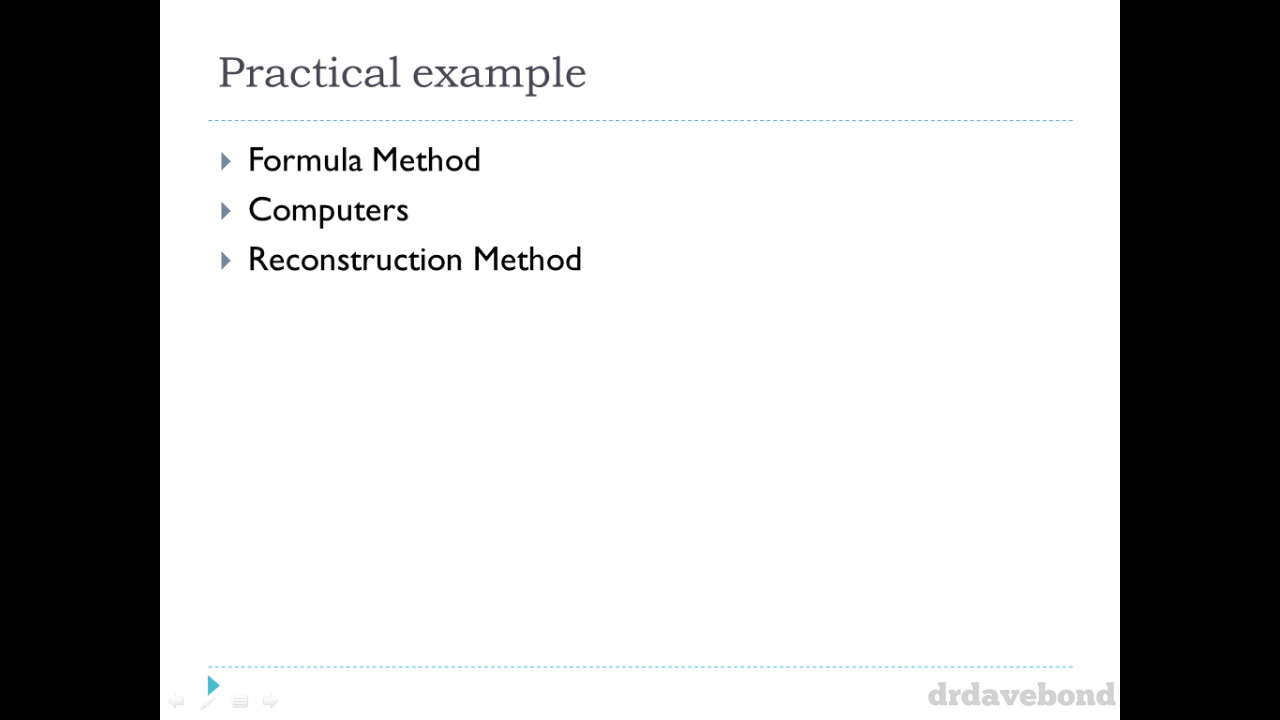 Practical example
Formula Method
Computers
Reconstruction Method
drdavebond